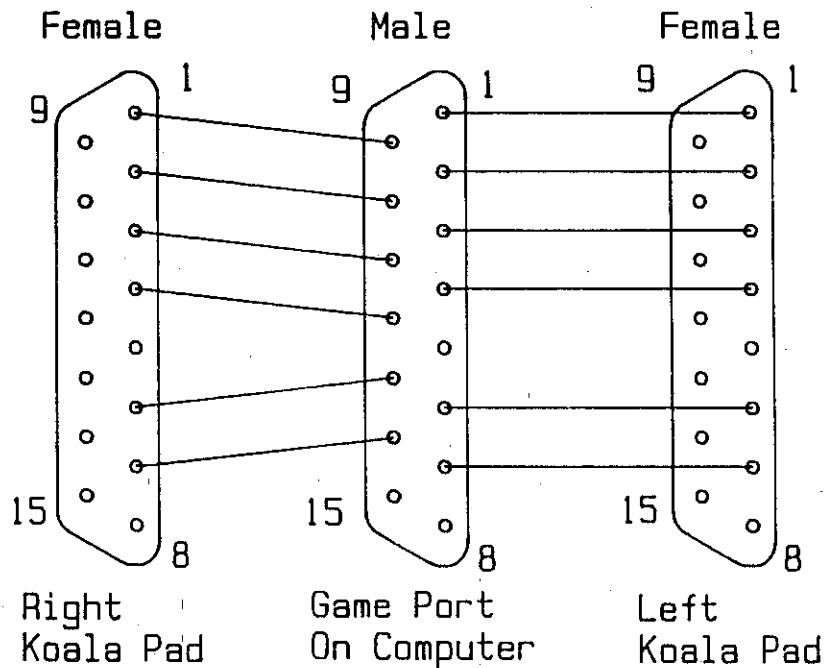 Female Male Female
1 1 1
9 9 9
15 15 15
8 8 8
Right Game Port Left
Koala Pad On Computer Koala Pad